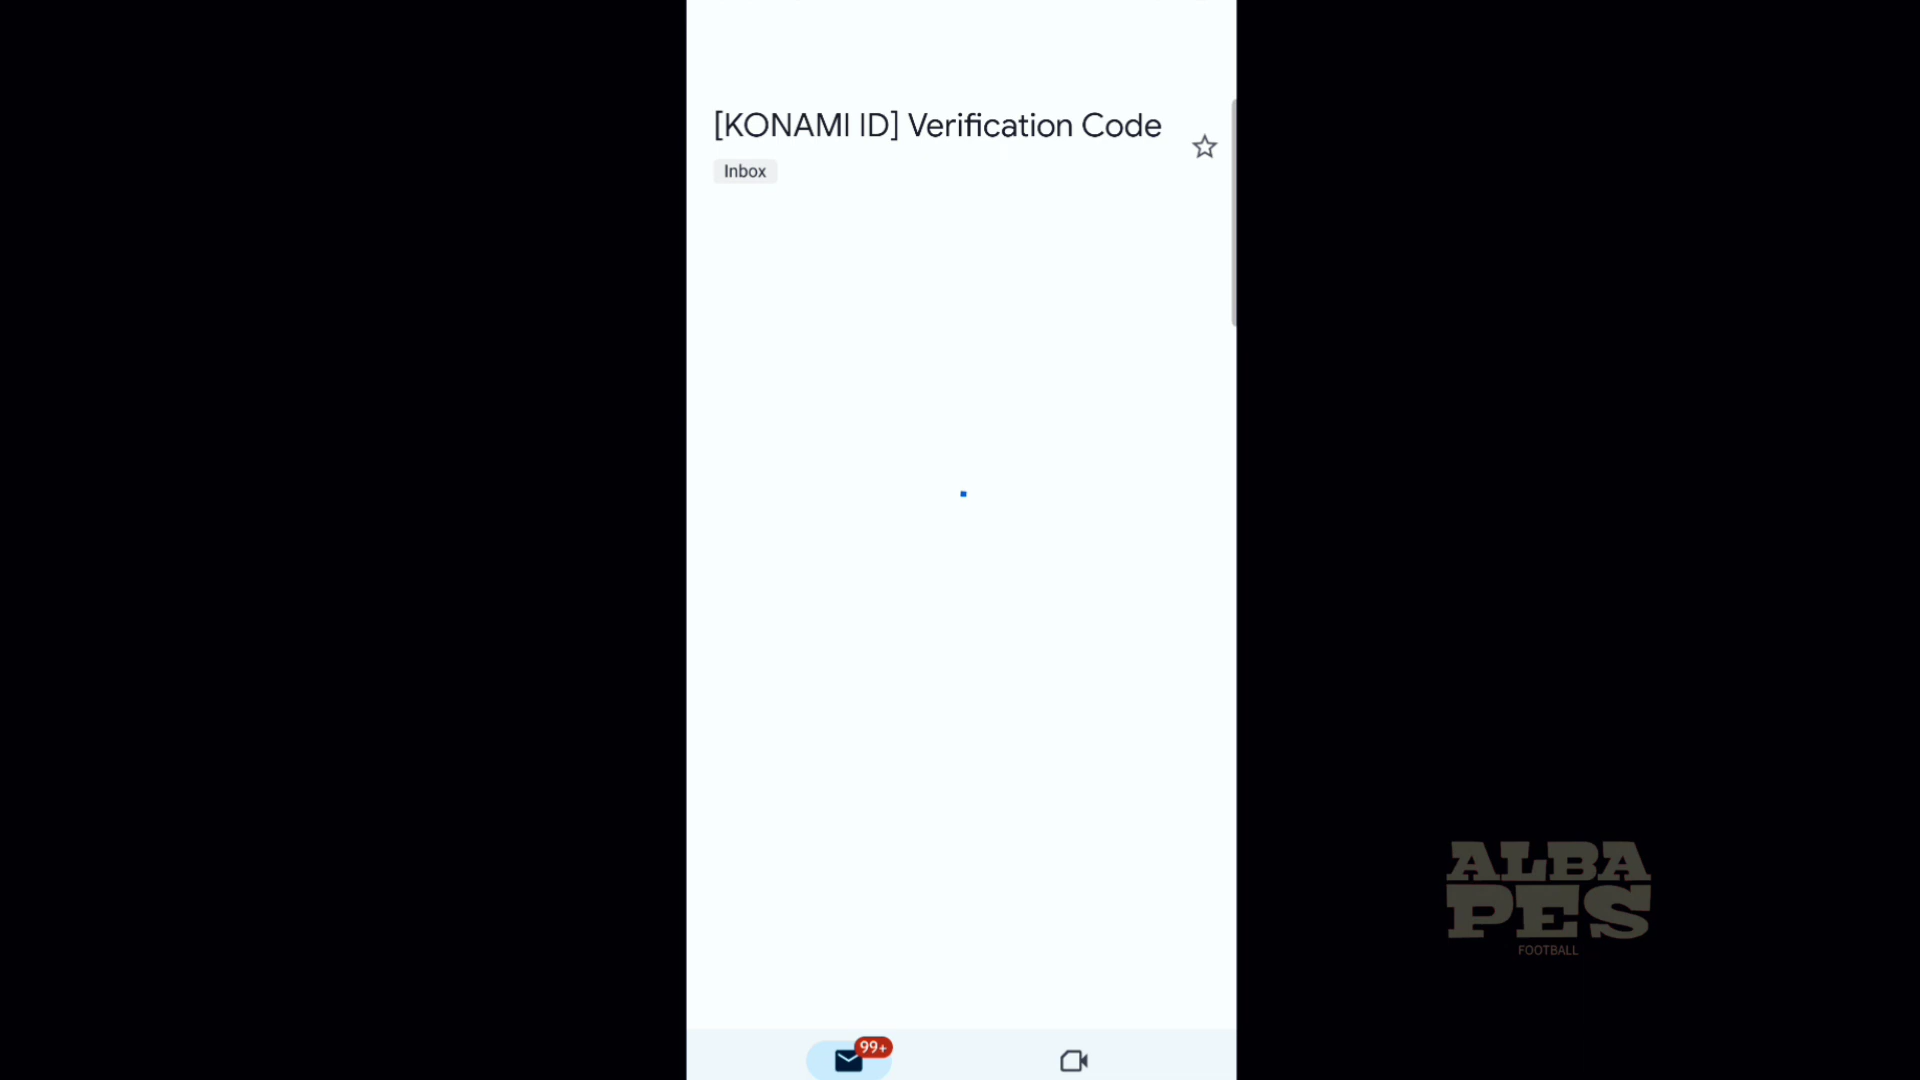 [KONAMI ID] Verification Code
Inbox
99+
ALBA
PES
FOOTBALL